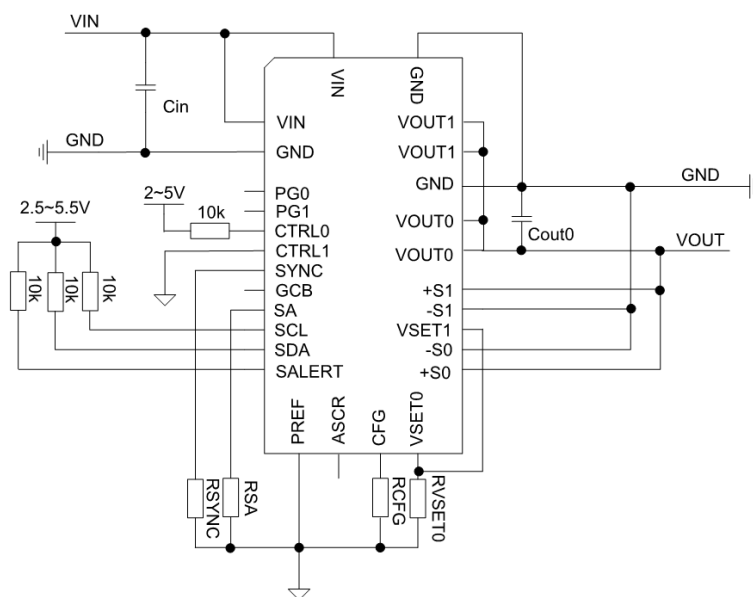 VIN
VIN
GND
Cin
VIN
VOUT1
GND
GND
VOUT1
GND
GND
2~5V
PG0
2.5~5.5V
10k
PG1
VOUT0
CTRL0
Cout0
VOUT
CTRL1
VOUT0
SYNC
10k
10k
10k
GCB
+S1
SA
-S1
SCL
VSET1
SDA
-S0
SALERT
+S0
PREF
ASCR
CFG
VSET0
RSYNC
RSA
RCFG
RVSET0